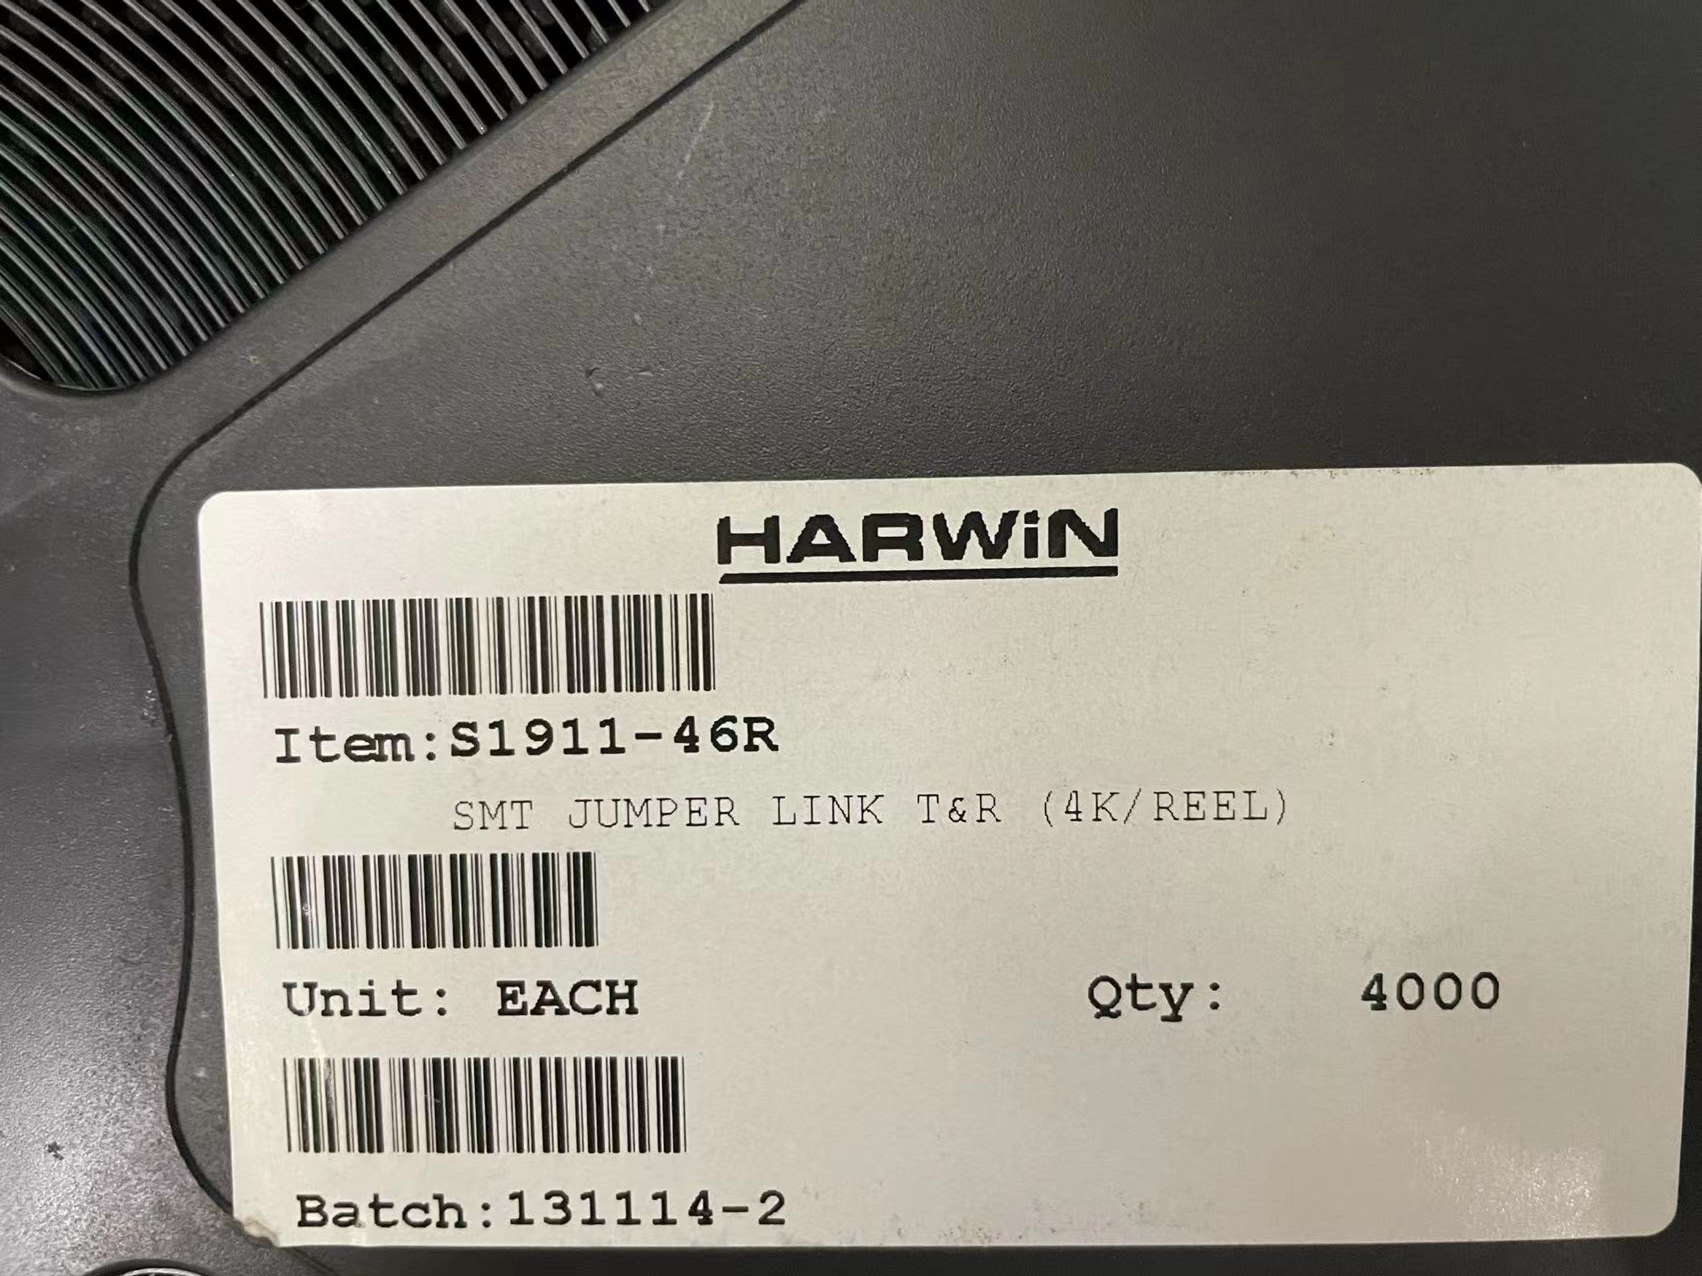 HARWiN
Item:S1911-46R
SMT JUMPER LINK T&R (4K/REEL)
Unit: EACH Qty: 4000
Batch:131114-2